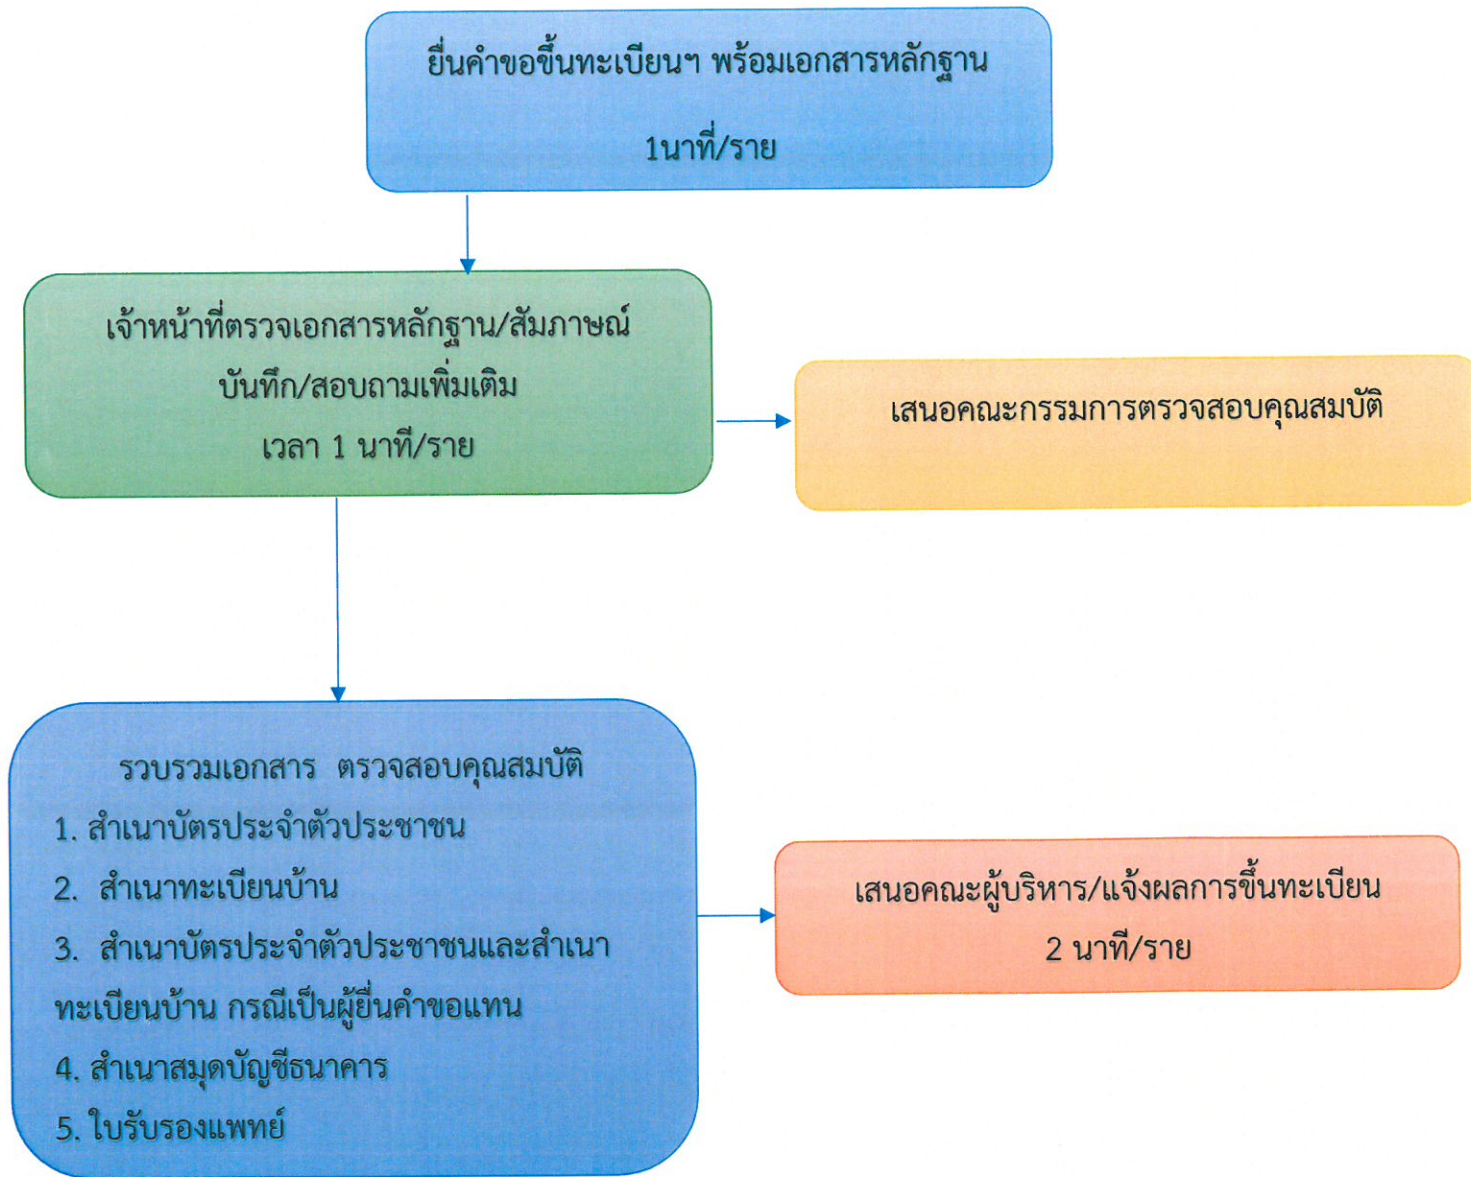 ยื่นคำขอขึ้นทะเบียนฯ พร้อมเอกสารหลักฐาน
1นาที่/ราย
เจ้าหน้าที่ตรวจเอกสารหลักฐาน/สัมภาษณ์
บันทึก/สอบถามเพิ่มเติม
เวลา 1 นาที/ราย
เสนอคณะกรรมการตรวจสอบคุณสมบัติ
รวบรวมเอกสาร ตรวจสอบคุณสมบัติ
1. สำเนาบัตรประจำตัวประชาชน
2. สำเนาทะเบียนบ้าน
3. สำเนาบัตรประจำตัวประชาชนและสำเนา
ทะเบียนบ้าน กรณีเป็นผู้ยื่นคำขอแทน
4. สำเนาสมุดบัญชีธนาคาร
5. ใบรับรองแพทย์
เสนอคณะผู้บริหาร/แจ้งผลการขึ้นทะเบียน
2 นาที/ราย